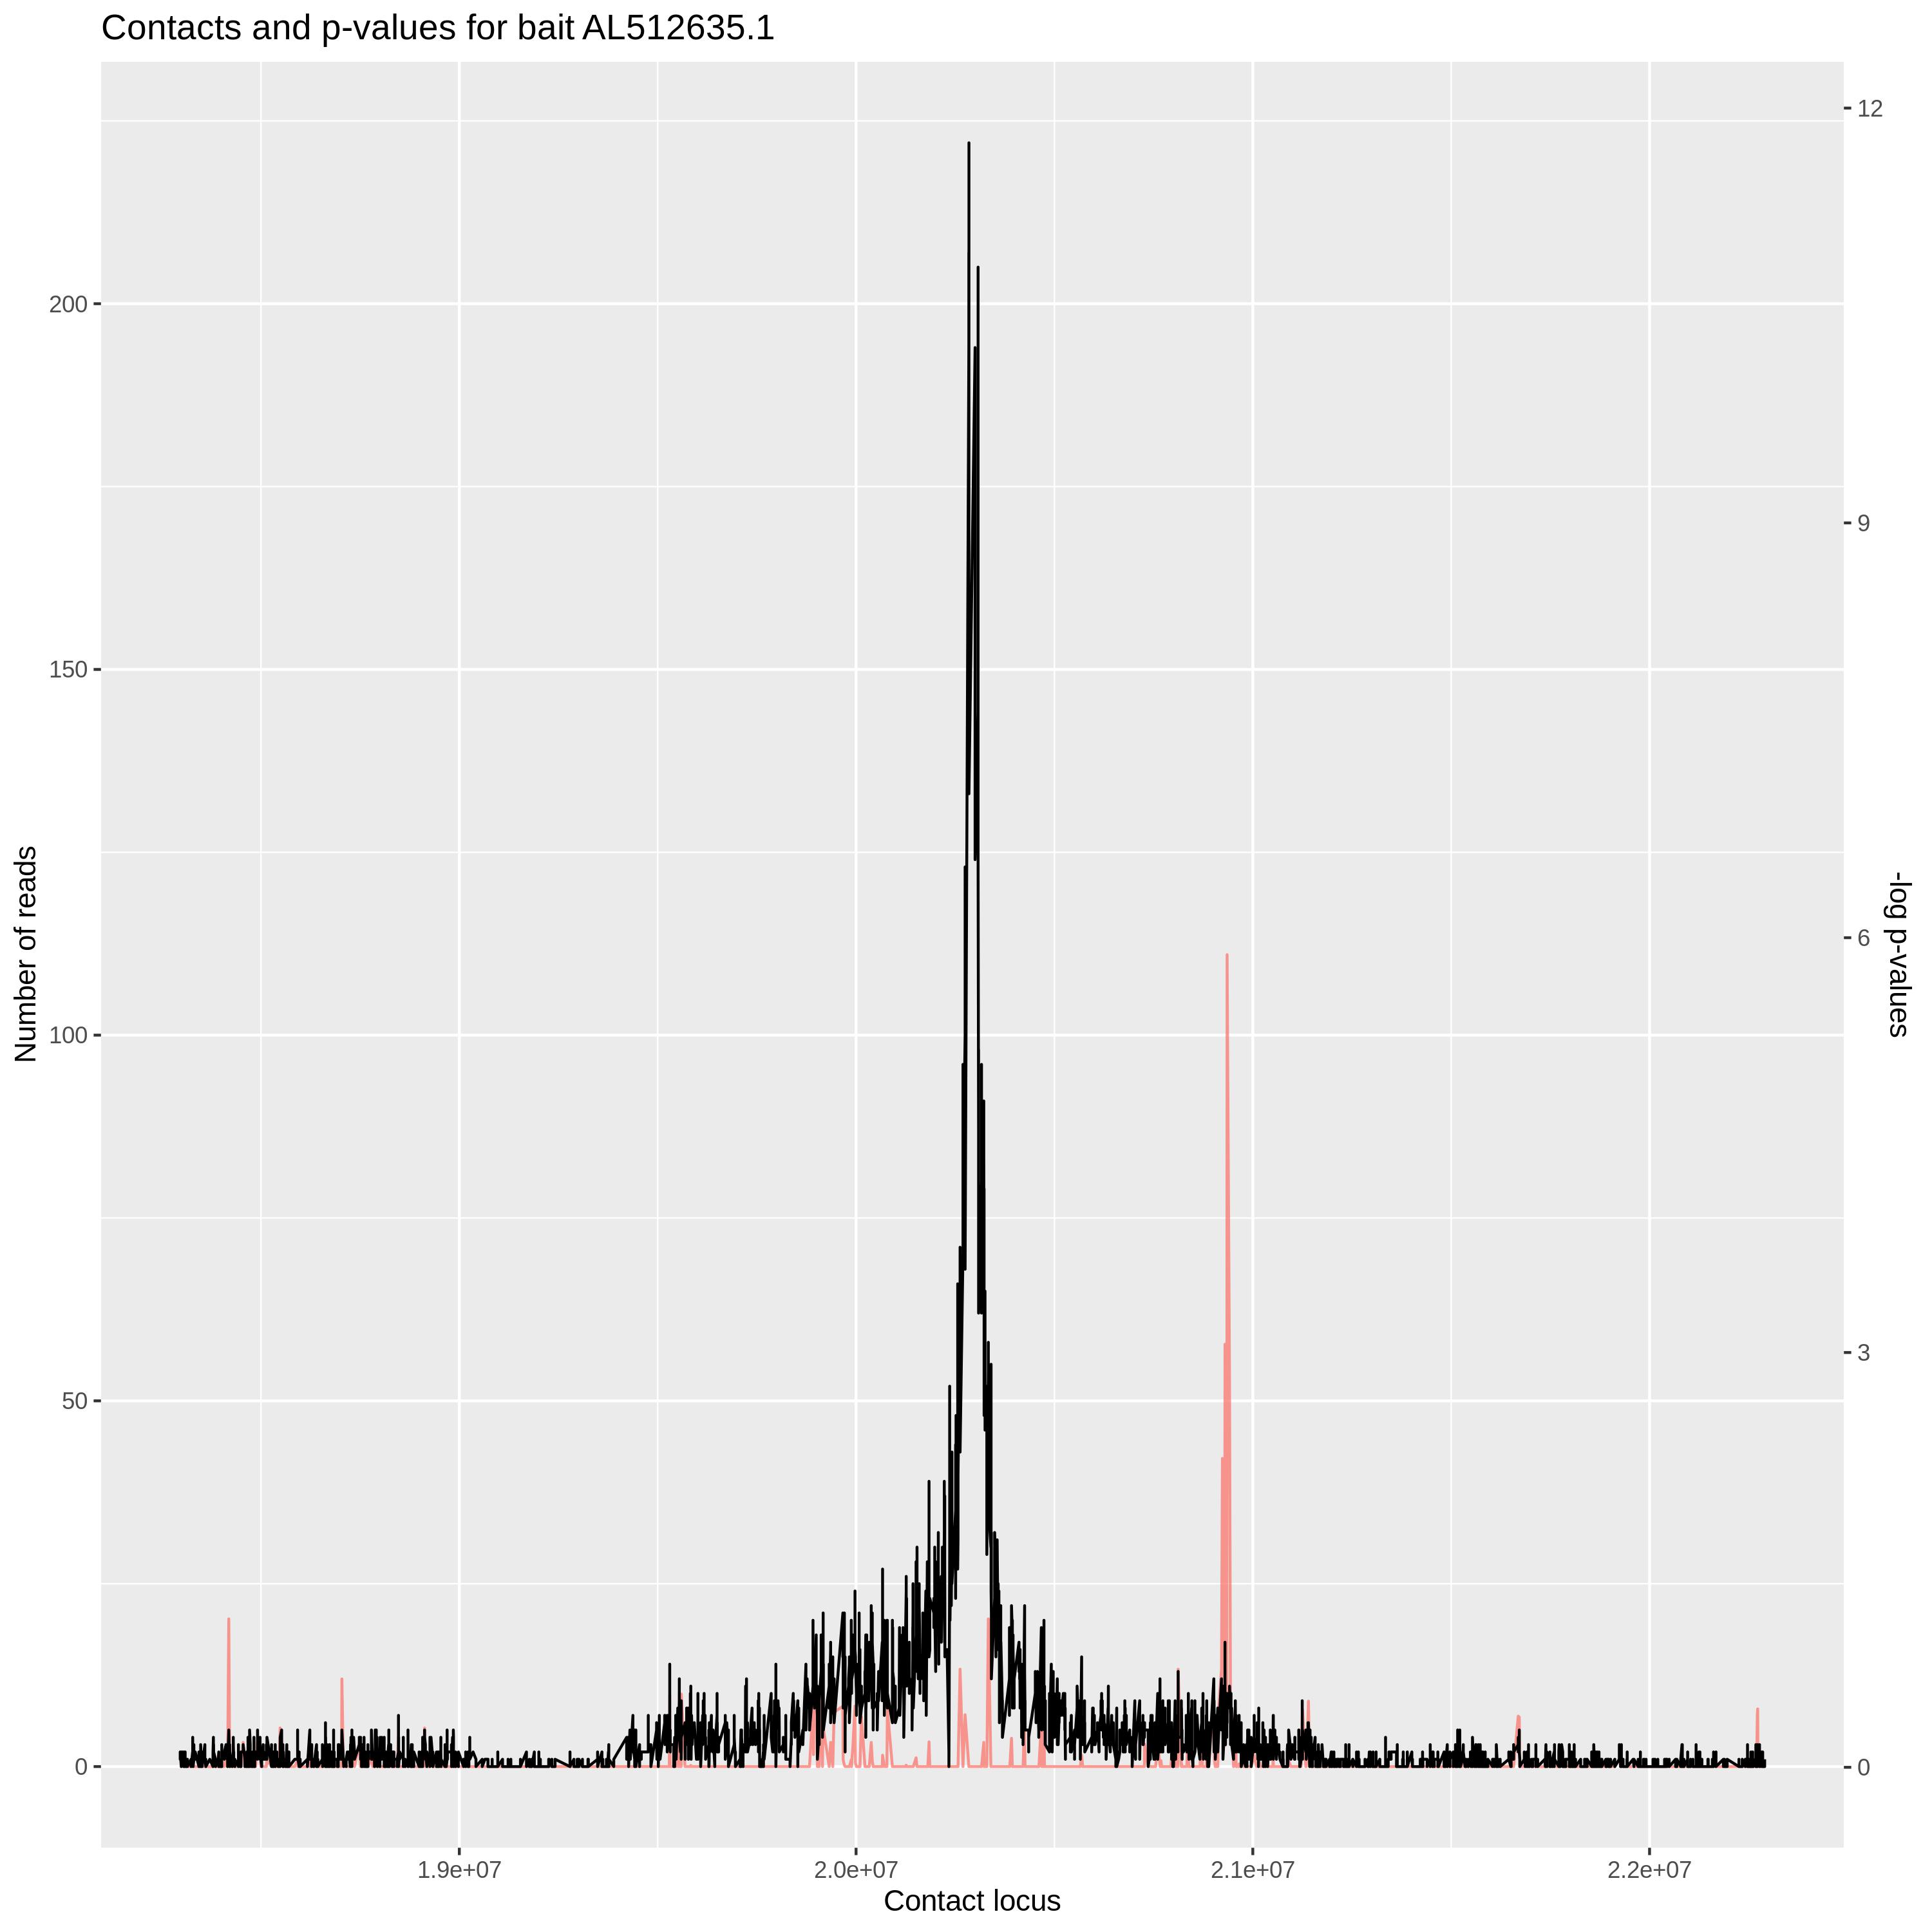 Contacts and p-values for bait AL512635.1
200
150
100
50
0
Number of reads
12
9
6
3
0
-log p-values
1.9e+07
2.0e+07
2.1e+07
2.2e+07
Contact locus